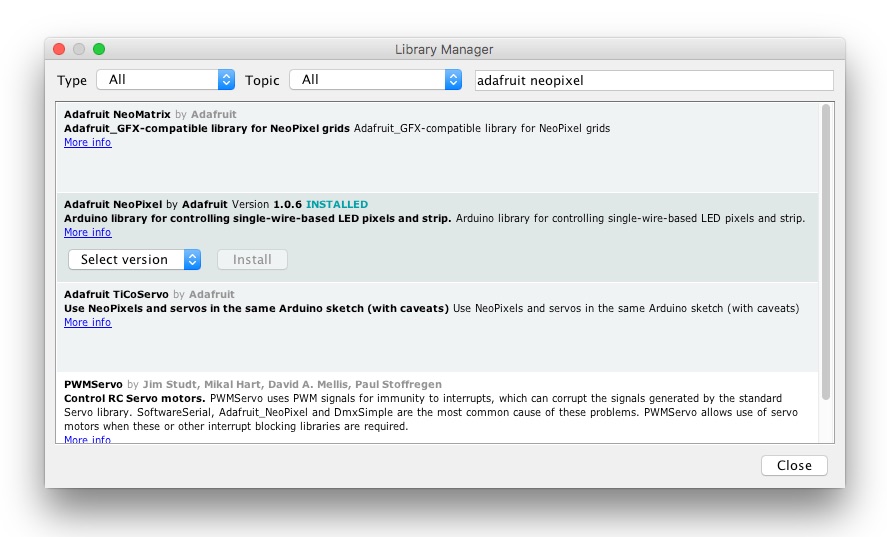 Library Manager
Type All Topic All adafruit neopixel
Adafruit NeoMatrix by Adafruit
Adafruit_GFX-compatible library for NeoPixel grids Adafruit_GFX-compatible library for NeoPixel grids
More info
Adafruit NeoPixel by Adafruit Version 1.0.6 INSTALLED
Arduino library for controlling single-wire-based LED pixels and strip. Arduino library for controlling single-wire-based LED pixels and strip.
More info
Select version Install
Adafruit TiCoServo by Adafruit
Use NeoPixels and servos in the same Arduino sketch (with caveats) Use NeoPixels and servos in the same Arduino sketch (with caveats)
More info
PWMServo by Jim Studt, Mikal Hart, David A. Mellis, Paul Stoffregen
Control RC Servo motors. PWMServo uses PWM signals for immunity to interrupts, which can corrupt the signals generated by the standard
Servo library. SoftwareSerial, Adafruit_NeoPixel and DmxSimple are the most common cause of these problems. PWMServo allows use of servo
motors when these or other interrupt blocking libraries are required.
More info
Close